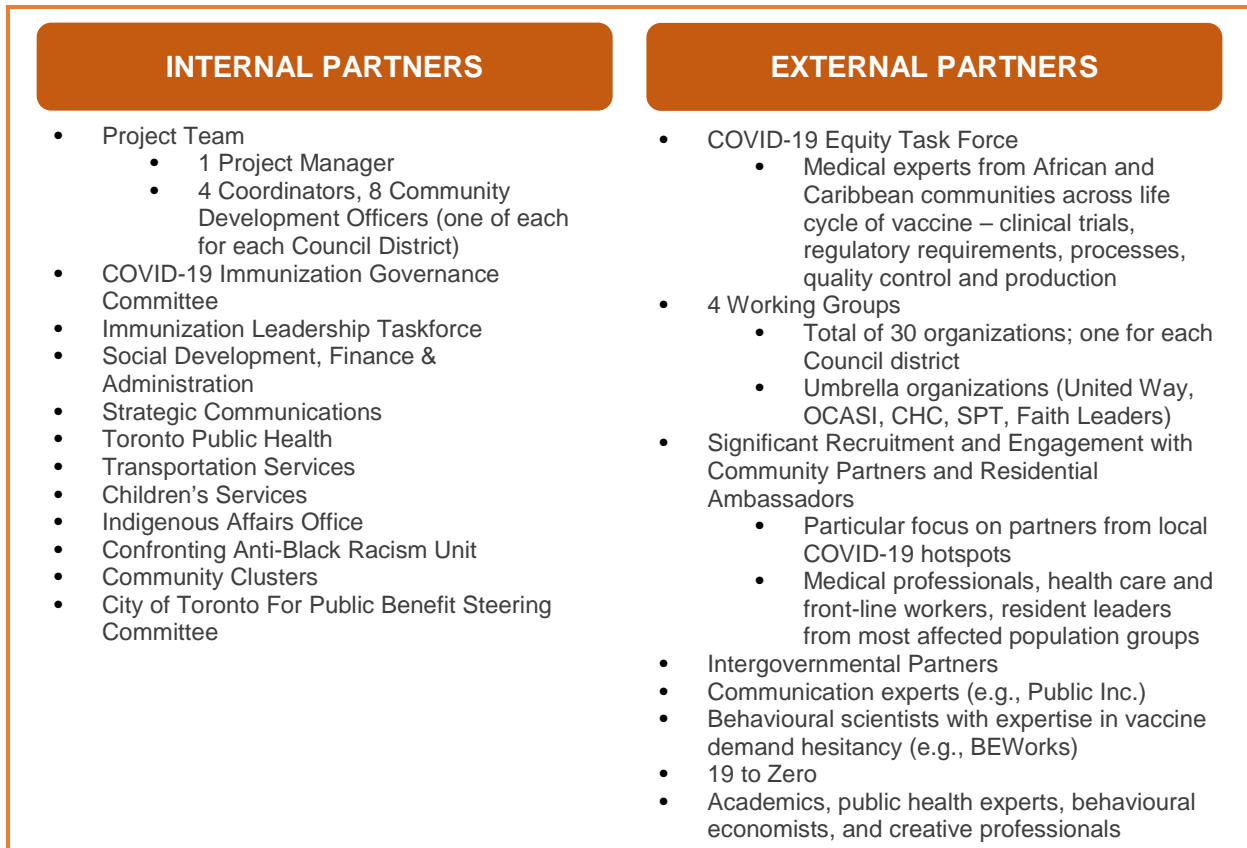 INTERNAL PARTNERS
• Project Team
• 1 Project Manager
• 4 Coordinators, 8 Community
Development Officers (one of each
for each Council District)
• COVID-19 Immunization Governance
Committee
• Immunization Leadership Taskforce
• Social Development, Finance &
Administration
• Strategic Communications
• Toronto Public Health
• Transportation Services
• Children's Services
• Indigenous Affairs Office
• Confronting Anti-Black Racism Unit
• Community Clusters
• City of Toronto For Public Benefit Steering
Committee
EXTERNAL PARTNERS
• COVID-19 Equity Task Force
• Medical experts from African and
Caribbean communities across life
cycle of vaccine – clinical trials,
regulatory requirements, processes,
quality control and production
• 4 Working Groups
• Total of 30 organizations; one for each
Council district
• Umbrella organizations (United Way,
OCASI, CHC, SPT, Faith Leaders)
• Significant Recruitment and Engagement with
Community Partners and Residential
Ambassadors
• Particular focus on partners from local
COVID-19 hotspots
• Medical professionals, health care and
front-line workers, resident leaders
from most affected population groups
• Intergovernmental Partners
• Communication experts (e.g., Public Inc.)
• Behavioural scientists with expertise in vaccine
demand hesitancy (e.g., BEWorks)
• 19 to Zero
• Academics, public health experts, behavioural
economists, and creative professionals